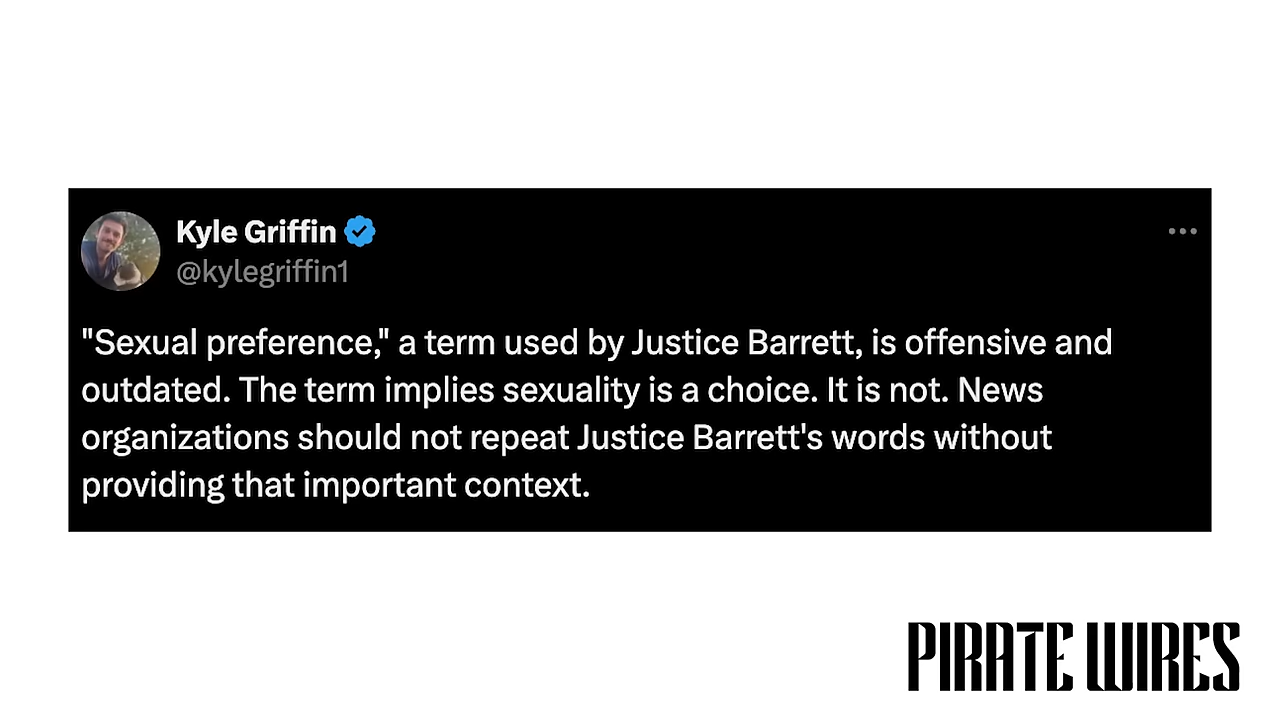 Kyle Griffin
@kylegriffin1
"Sexual preference," a term used by Justice Barrett, is offensive and
outdated. The term implies sexuality is a choice. It is not. News
organizations should not repeat Justice Barrett's words without
providing that important context.
PIRATE WIRES